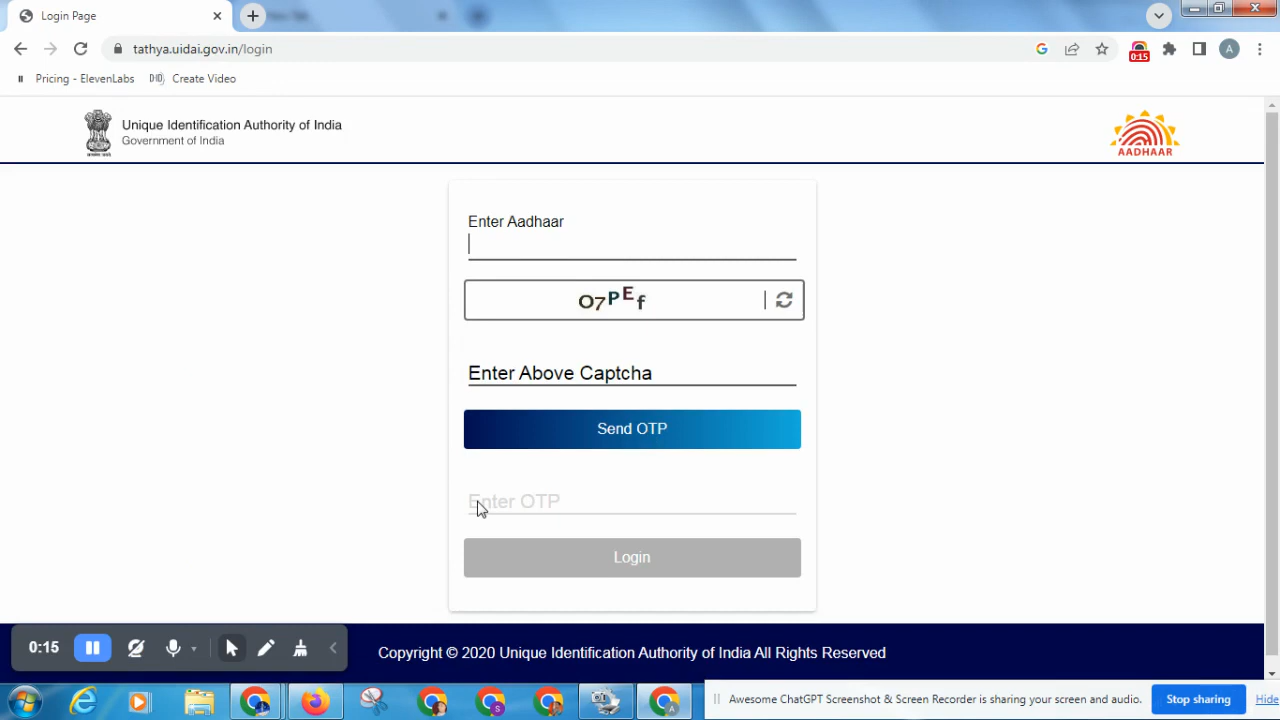 Login Page
tathya.uidai.gov.in/login
0:15
A
Pricing - ElevenLabs
Create Video
Unique Identification Authority of India
Government of India
AADHAAR
Enter Aadhaar
O7PEf
Enter Above Captcha
Send OTP
Enter OTP
Login
0:15
Copyright © 2020 Unique Identification Authority of India All Rights Reserved
Awesome ChatGPT Screenshot & Screen Recorder is sharing your screen and audio.
Stop sharing
Hide